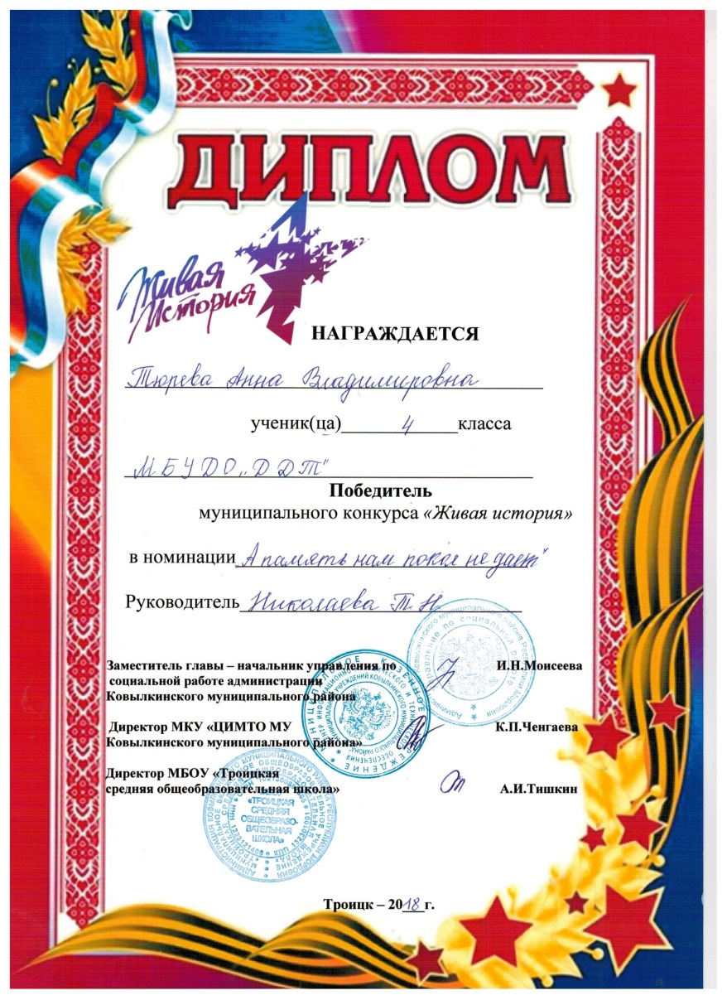 ДИПЛОМ
Живая
История
НАГРАЖДАЕТСЯ
Тюрева Анна Владимировна
ученик(ца) 4 класса
МБУДО „ДДТ"
Победитель
муниципального конкурса «Живая история»
в номинации А память нам покоя не дает"
Руководитель Николаева Т Н
Заместитель главы – начальник управления по
социальной работе администрации
Ковылкинского муниципального района
И.Н.Моисеева
Директор МКУ «ЦИМТО МУ
Ковылкинского муниципального района»
К.П.Ченгаева
Директор МБОУ «Троицкая
средняя общеобразовательная школа»
А.И.Тишкин
«ТРОИЦКАЯ
СРЕДНЯЯ
ОБЩЕОБРАЗО-
ВАТЕЛЬНАЯ
ШКОЛА»
Троицк – 2018 г.